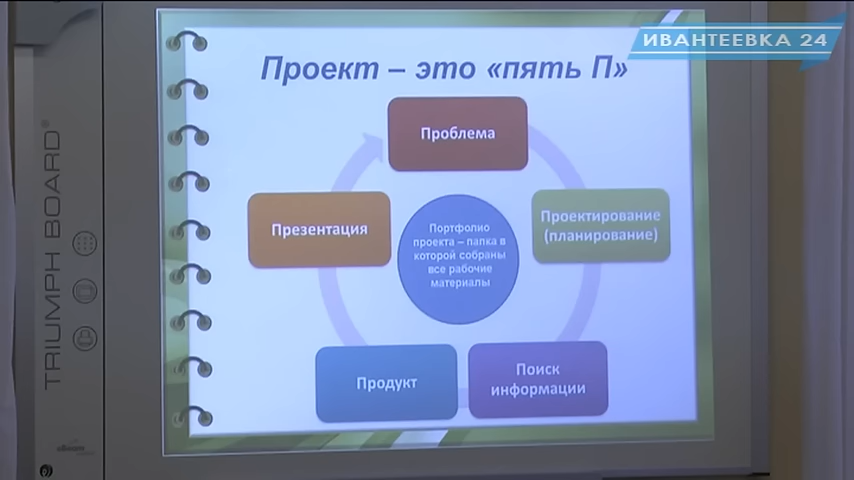 ИВАНТЕЕВКА 24
Проект – это «пять П»
Проблема
Проектирование
(планирование)
Поиск
информации
Продукт
Презентация
Портфолио
проекта – папка в
которой собраны
все рабочие
материалы
TRIUMPH BOARD®